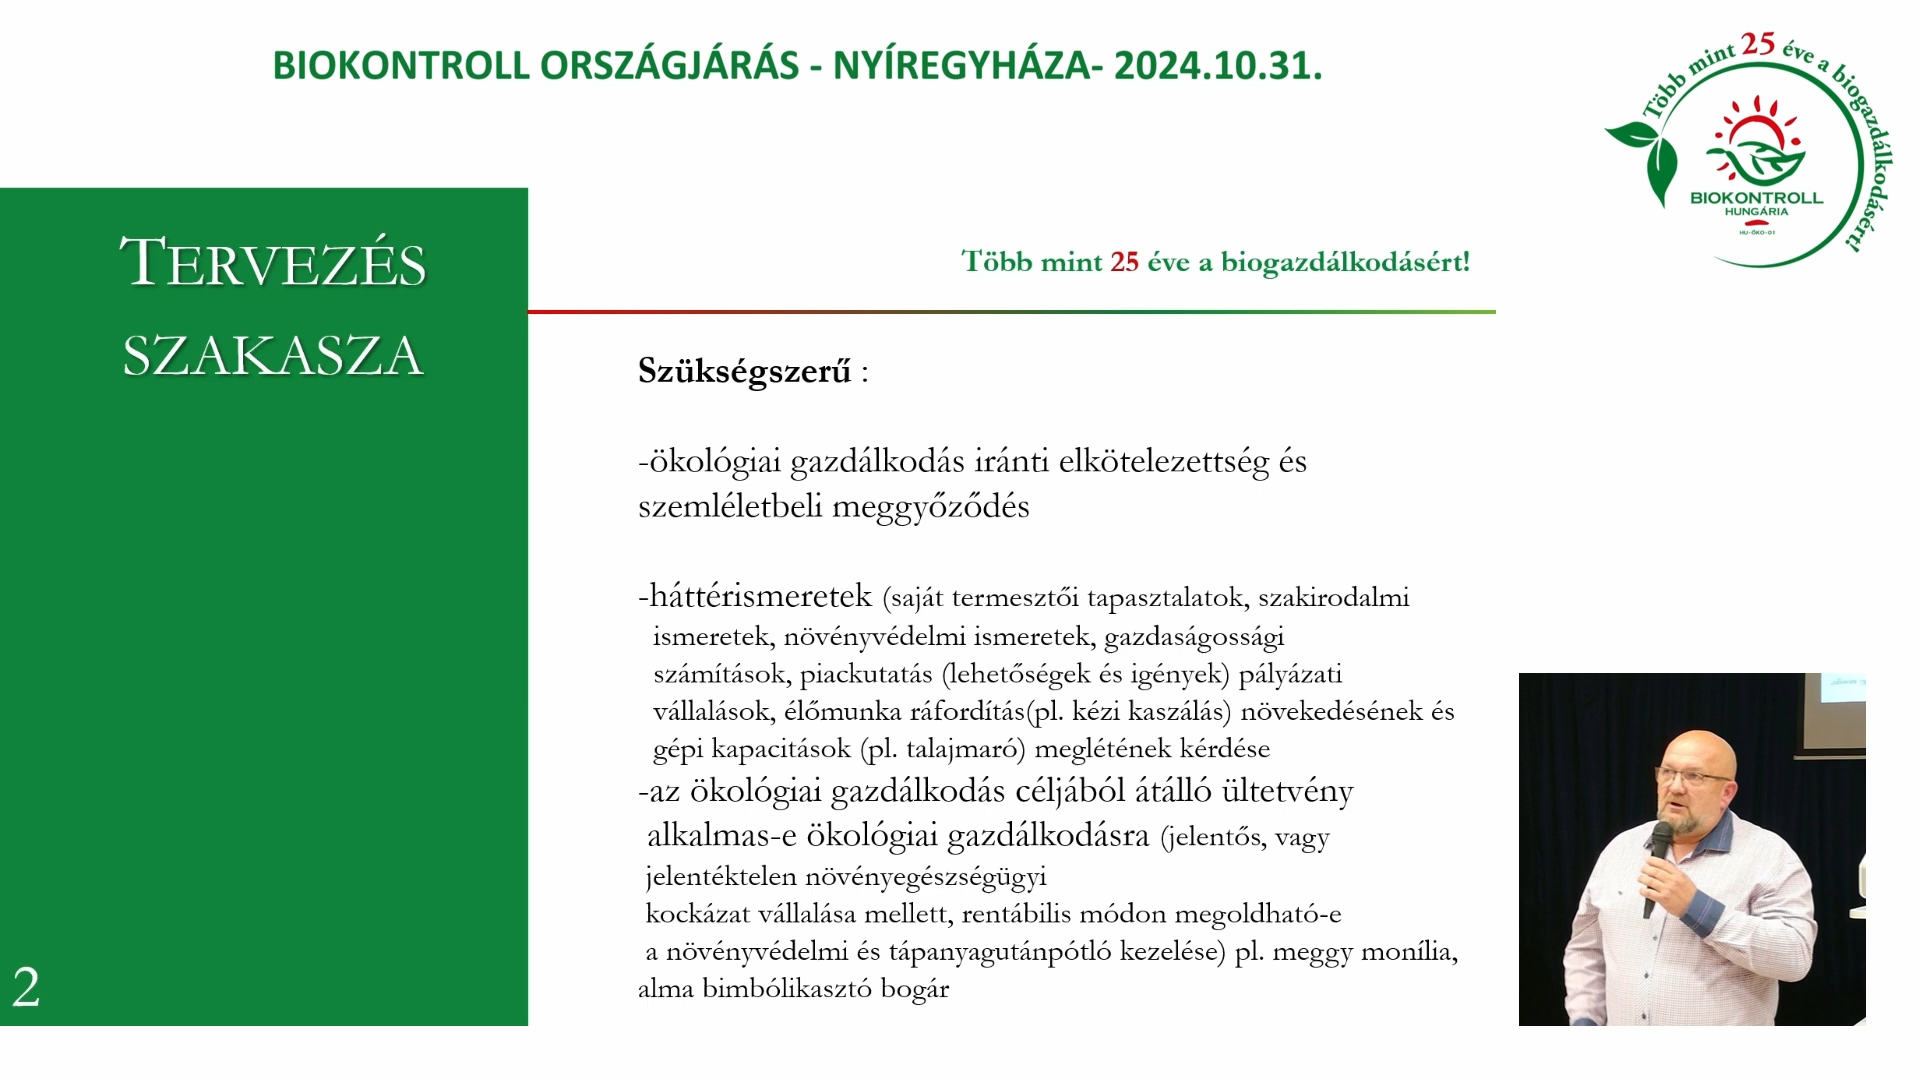 BIOKONTROLL ORSZÁGJÁRÁS - NYÍREGYHÁZA- 2024.10.31.
Több mint 25 éve a biogazdálkodásért!
BIOKONTROLL
HUNGÁRIA
HU-ÖKO-01
TERVEZÉS
SZAKASZA
Több mint 25 éve a biogazdálkodásért!
Szükségszerű :
-ökológiai gazdálkodás iránti elkötelezettség és
szemléletbeli meggyőződés
-háttérismeretek (saját termesztői tapasztalatok, szakirodalmi
ismeretek, növényvédelmi ismeretek, gazdaságossági
számítások, piackutatás (lehetőségek és igények) pályázati
vállalások, élőmunka ráfordítás(pl. kézi kaszálás) növekedésének és
gépi kapacitások (pl. talajmaró) meglétének kérdése
-az ökológiai gazdálkodás céljából átálló ültetvény
alkalmas-e ökológiai gazdálkodásra (jelentős, vagy
jelentéktelen növényegészségügyi
kockázat vállalása mellett, rentábilis módon megoldható-e
a növényvédelmi és tápanyagutánpótló kezelése) pl. meggy monília,
alma bimbólikasztó bogár
2